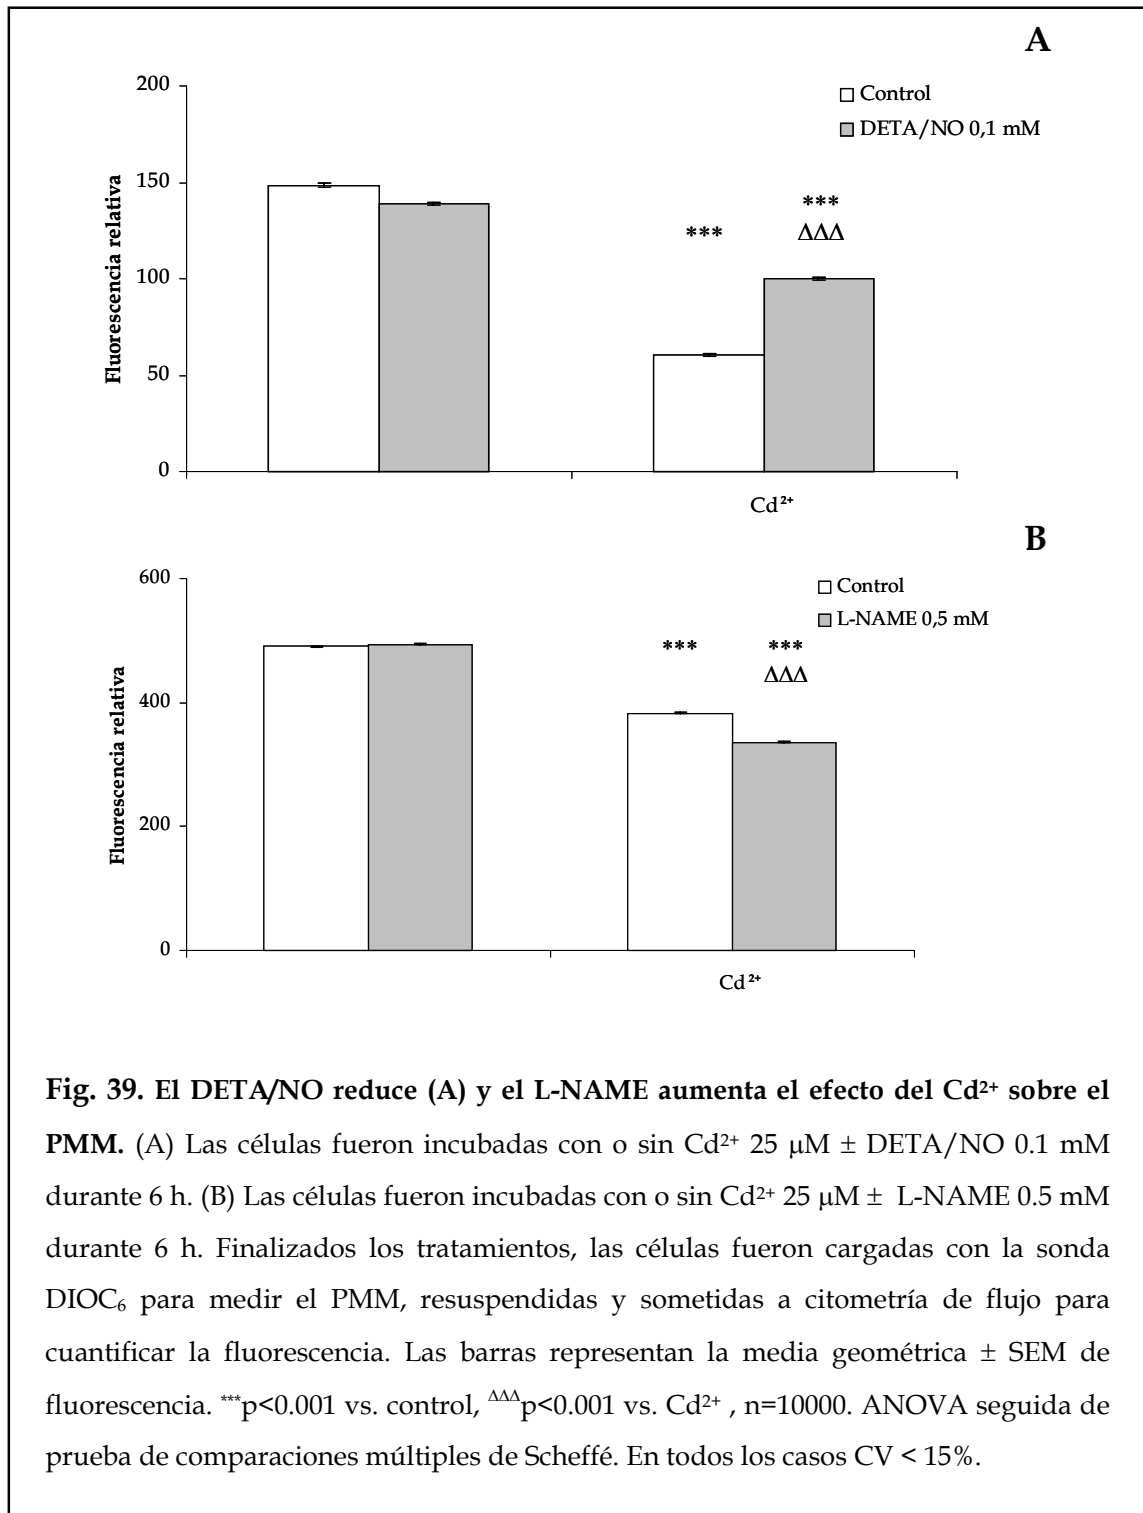 A
200
Control
DETA/NO 0,1 mM
150
***
***
ΔΔΔ
100
50
0
Fluorescencia relativa
Cd²⁺
B
600
Control
L-NAME 0,5 mM
***
***
ΔΔΔ
400
200
0
Fluorescencia relativa
Cd²⁺
Fig. 39. El DETA/NO reduce (A) y el L-NAME aumenta el efecto del Cd²⁺ sobre el
PMM. (A) Las células fueron incubadas con o sin Cd²⁺ 25 μM ± DETA/NO 0.1 mM
durante 6 h. (B) Las células fueron incubadas con o sin Cd²⁺ 25 μM ± L-NAME 0.5 mM
durante 6 h. Finalizados los tratamientos, las células fueron cargadas con la sonda
DIOC₆ para medir el PMM, resuspendidas y sometidas a citometría de flujo para
cuantificar la fluorescencia. Las barras representan la media geométrica ± SEM de
fluorescencia. ***p<0.001 vs. control, ΔΔΔp<0.001 vs. Cd²⁺ , n=10000. ANOVA seguida de
prueba de comparaciones múltiples de Scheffé. En todos los casos CV < 15%.